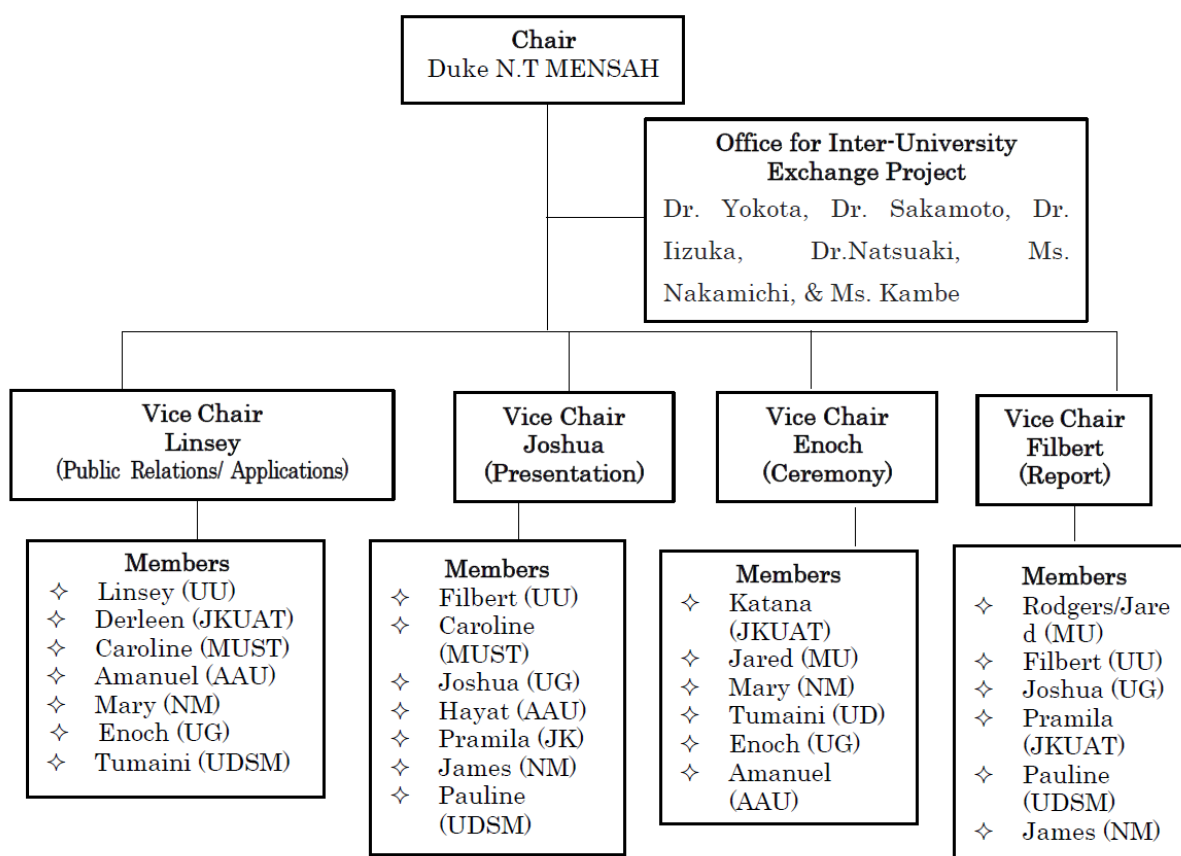 Chair
Duke N.T MENSAH
Office for Inter-University
Exchange Project
Dr. Yokota, Dr. Sakamoto, Dr.
Iizuka, Dr.Natsuaki, Ms.
Nakamichi, & Ms. Kambe
Vice Chair
Linsey
(Public Relations/ Applications)
Vice Chair
Joshua
(Presentation)
Vice Chair
Enoch
(Ceremony)
Vice Chair
Filbert
(Report)
Members
✧ Linsey (UU)
✧ Derleen (JKUAT)
✧ Caroline (MUST)
✧ Amanuel (AAU)
✧ Mary (NM)
✧ Enoch (UG)
✧ Tumaini (UDSM)
Members
✧ Filbert (UU)
✧ Caroline
(MUST)
✧ Joshua (UG)
✧ Hayat (AAU)
✧ Pramila (JK)
✧ James (NM)
✧ Pauline
(UDSM)
Members
✧ Katana
(JKUAT)
✧ Jared (MU)
✧ Mary (NM)
✧ Tumaini (UD)
✧ Enoch (UG)
✧ Amanuel
(AAU)
Members
✧ Rodgers/Jare
d (MU)
✧ Filbert (UU)
✧ Joshua (UG)
✧ Pramila
(JKUAT)
✧ Pauline
(UDSM)
✧ James (NM)